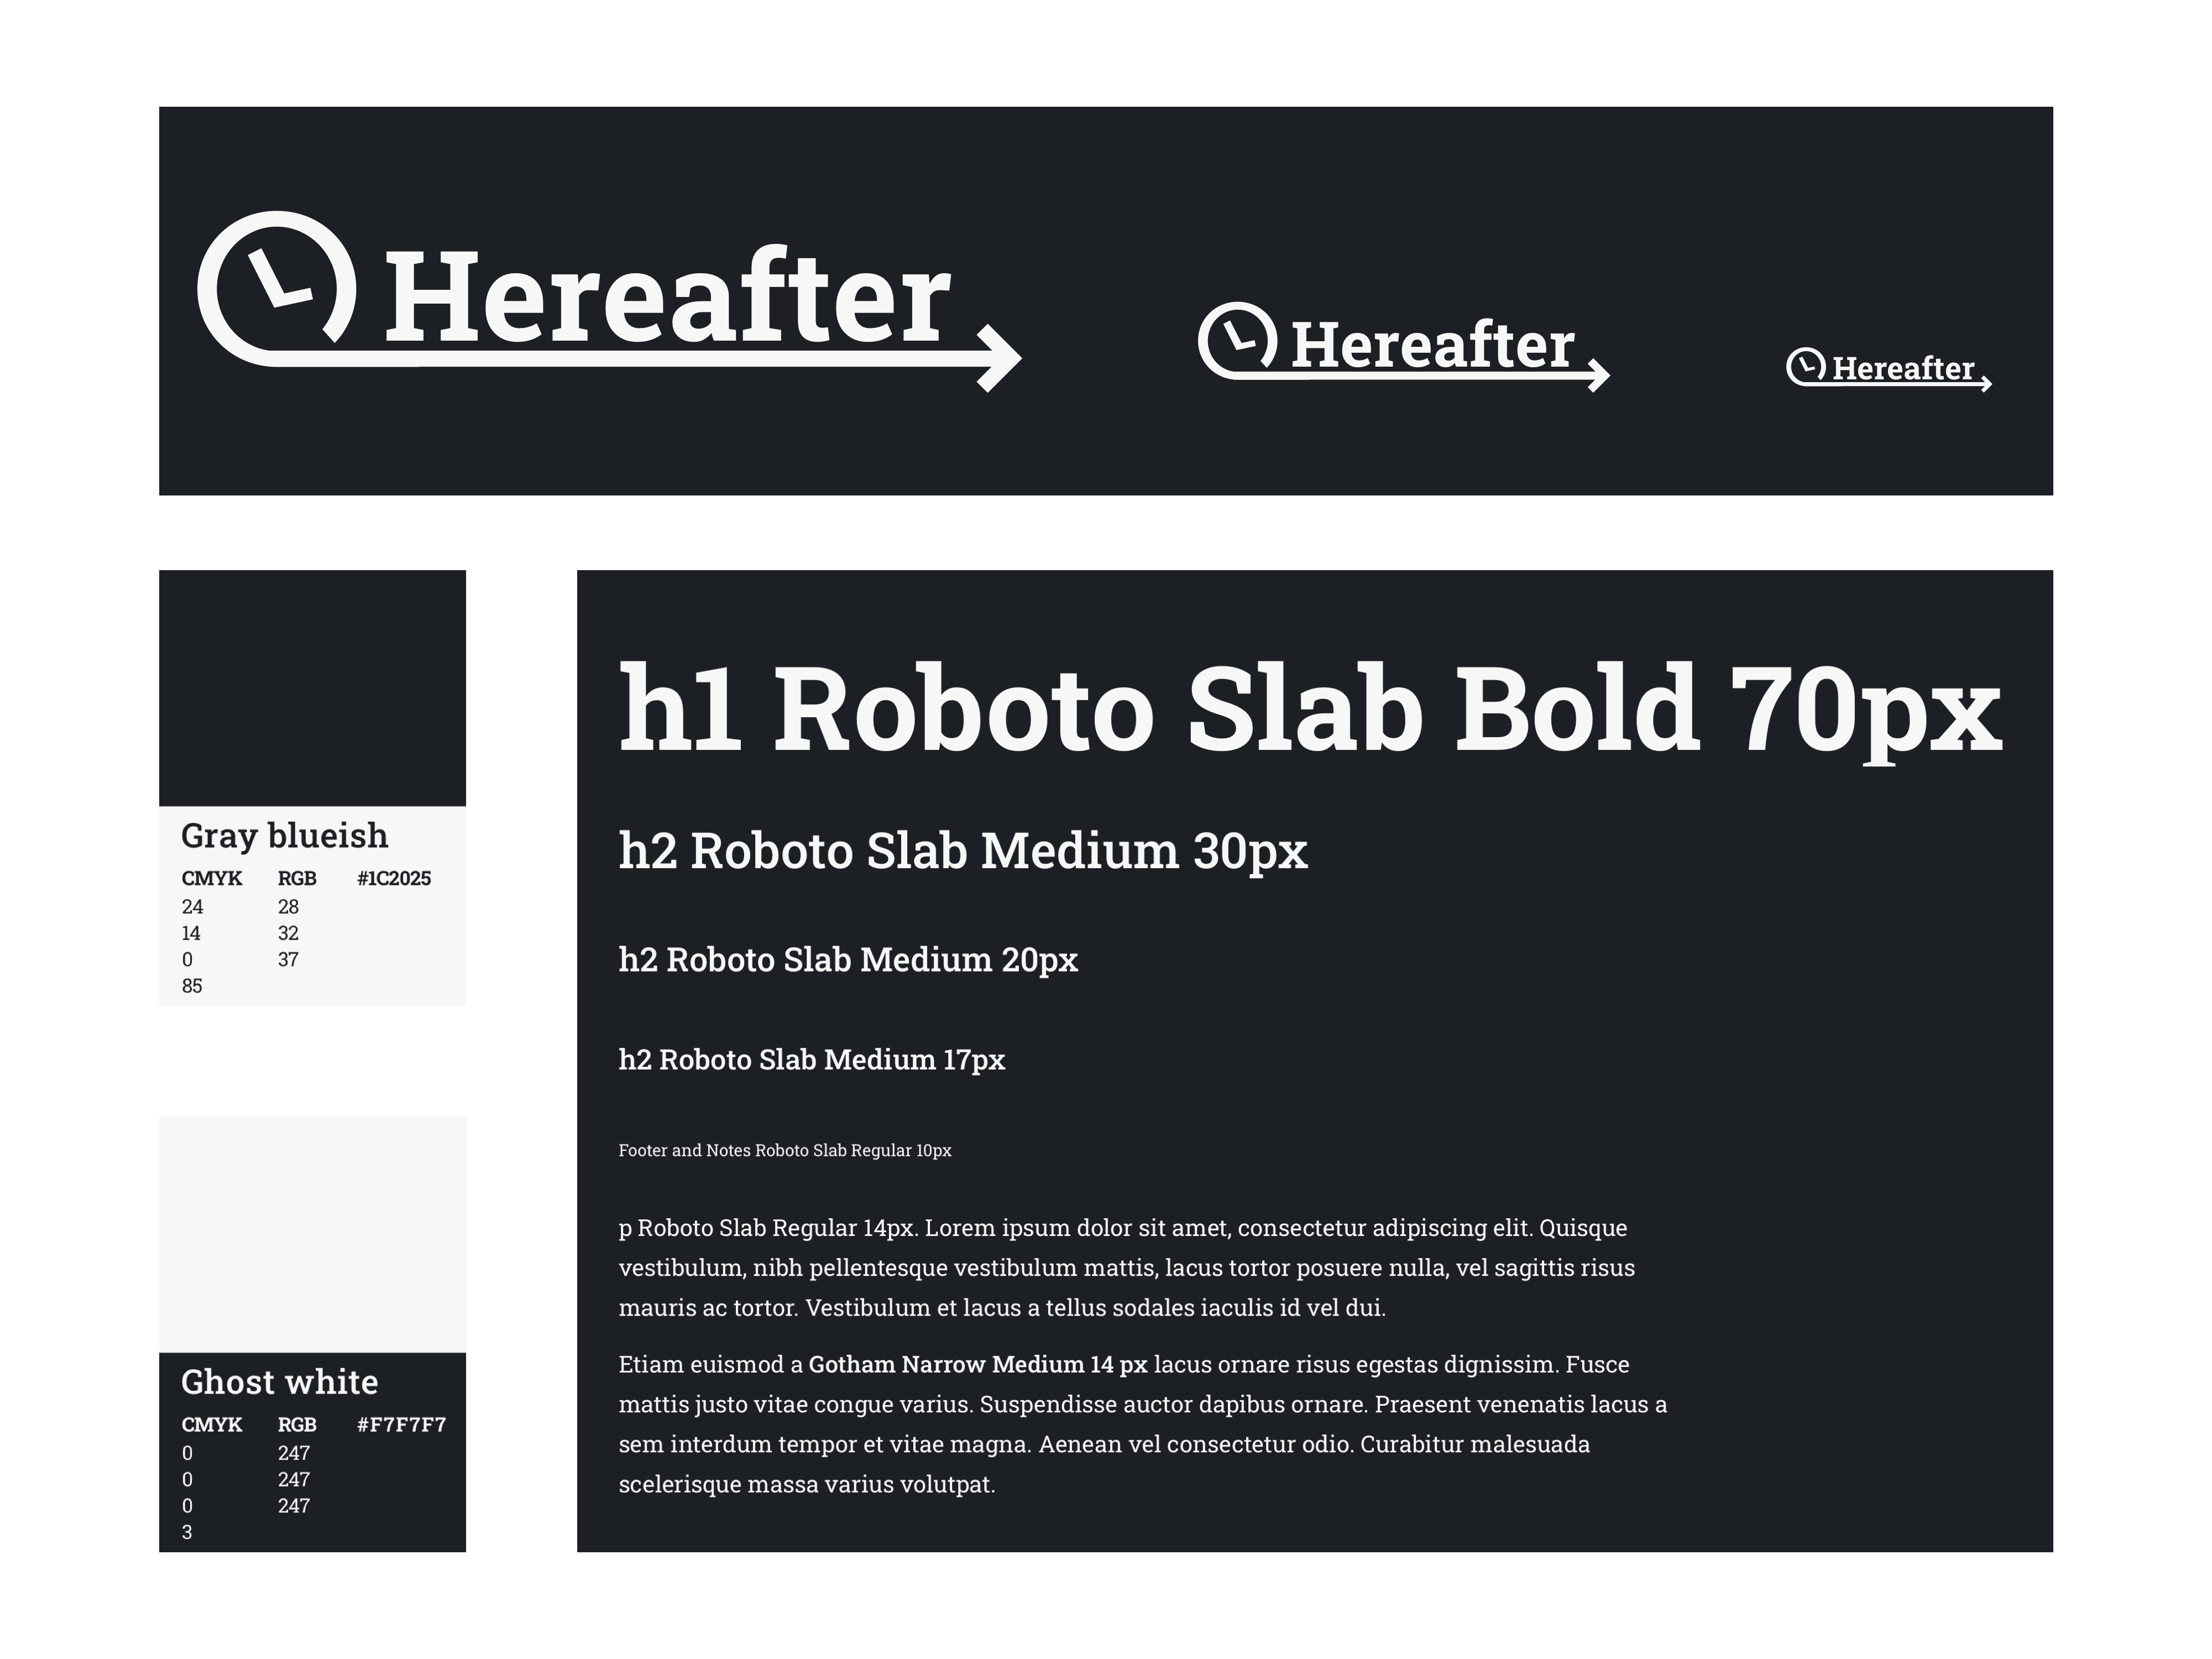 Hereafter
Hereafter
Hereafter
Gray blueish
CMYK RGB #1C2025
24 28
14 32
0 37
85
Ghost white
CMYK RGB #F7F7F7
0 247
0 247
0 247
3
h1 Roboto Slab Bold 70px
h2 Roboto Slab Medium 30px
h2 Roboto Slab Medium 20px
h2 Roboto Slab Medium 17px
Footer and Notes Roboto Slab Regular 10px
p Roboto Slab Regular 14px. Lorem ipsum dolor sit amet, consectetur adipiscing elit. Quisque
vestibulum, nibh pellentesque vestibulum mattis, lacus tortor posuere nulla, vel sagittis risus
mauris ac tortor. Vestibulum et lacus a tellus sodales iaculis id vel dui.
Etiam euismod a Gotham Narrow Medium 14 px lacus ornare risus egestas dignissim. Fusce
mattis justo vitae congue varius. Suspendisse auctor dapibus ornare. Praesent venenatis lacus a
sem interdum tempor et vitae magna. Aenean vel consectetur odio. Curabitur malesuada
scelerisque massa varius volutpat.